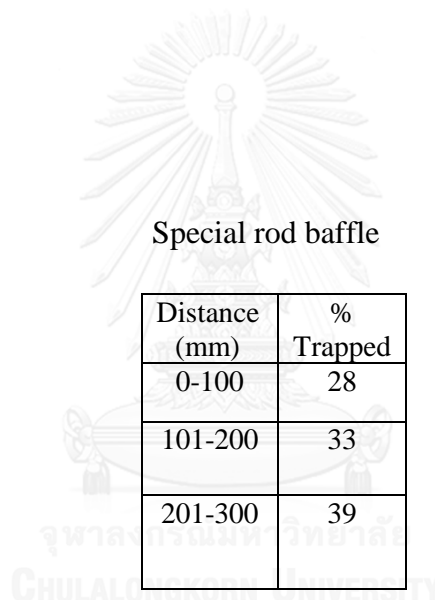 Special rod baffle
Distance (mm) % Trapped
0-100 28
101-200 33
201-300 39
จุฬาลงกรณ์มหาวิทยาลัย
CHULALONGKORN UNIVERSITY